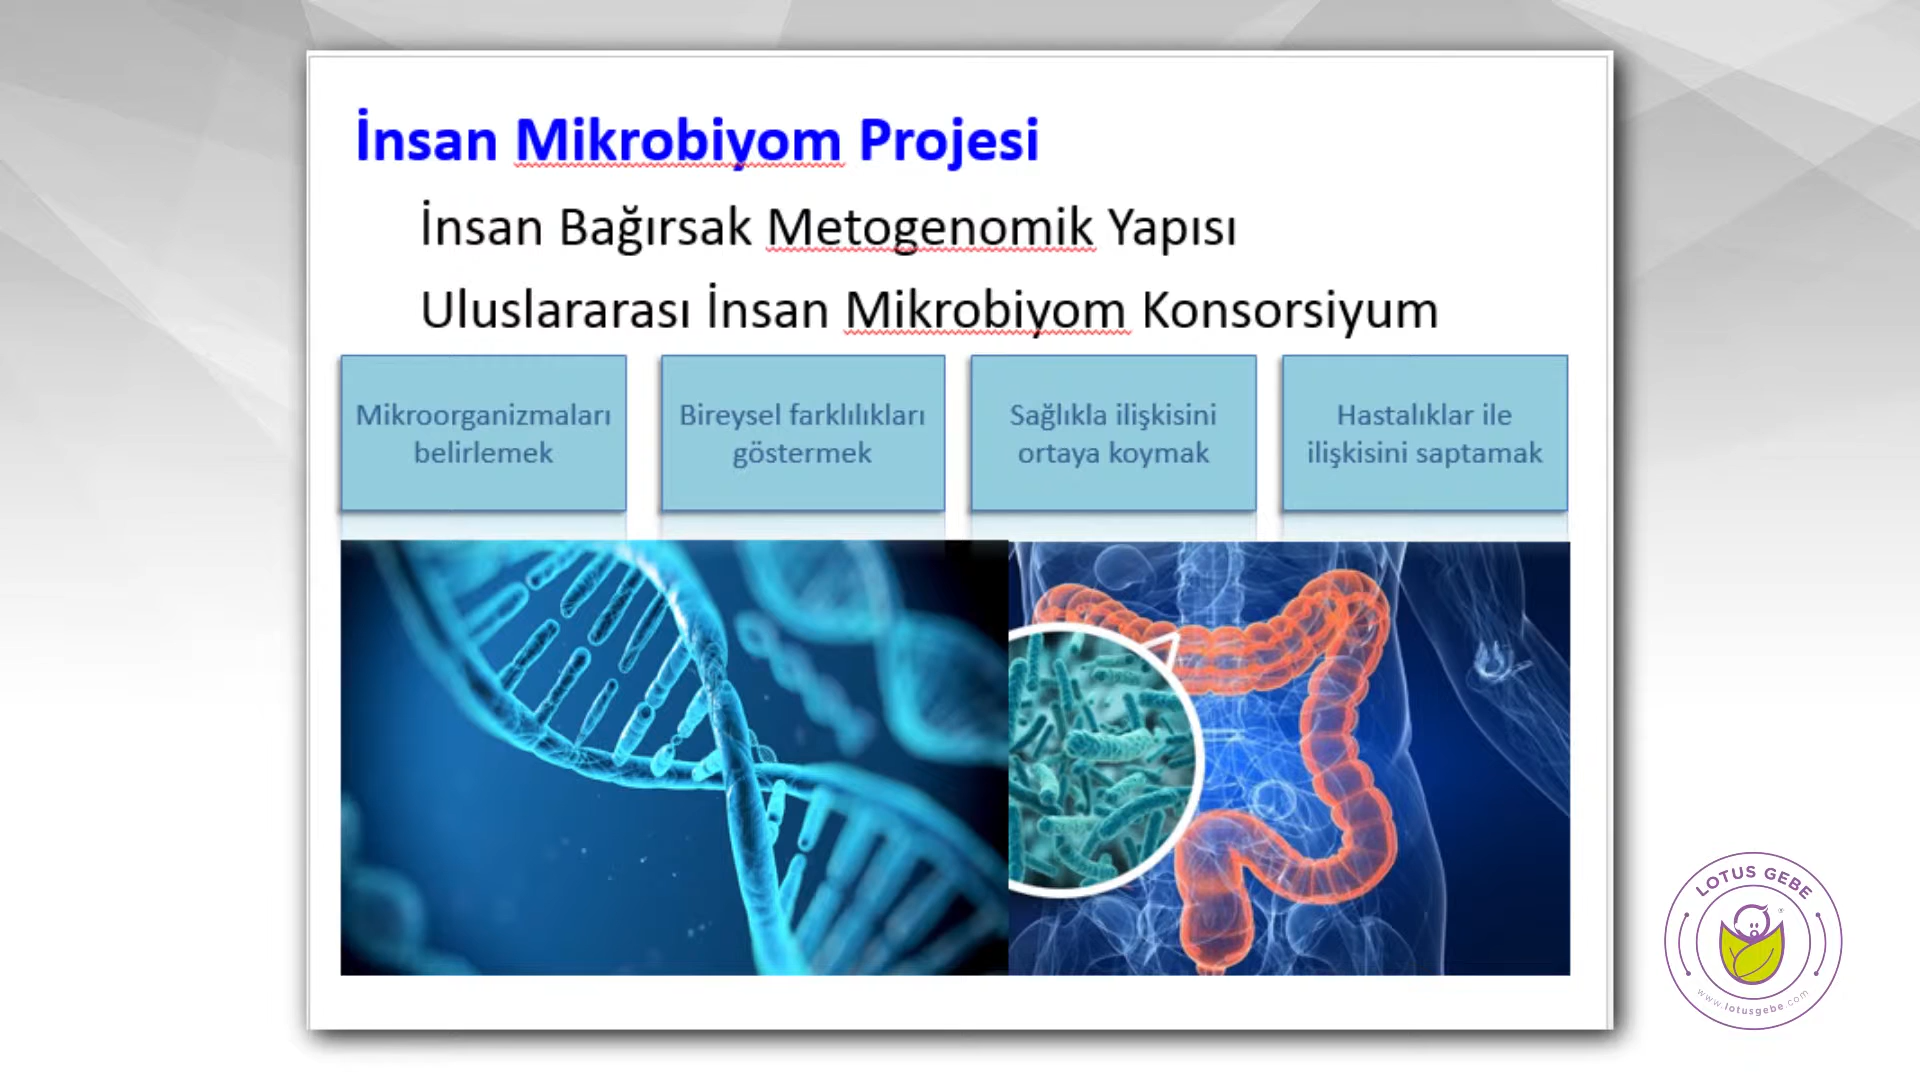 İnsan Mikrobiyom Projesi
İnsan Bağırsak Metogenomik Yapısı
Uluslararası İnsan Mikrobiyom Konsorsiyum
Mikroorganizmaları
belirlemek
Bireysel farklılıkları
göstermek
Sağlıkla ilişkisini
ortaya koymak
Hastalıklar ile
ilişkisini saptamak
LOTUS GEBE
®
www.lotusgebe.com